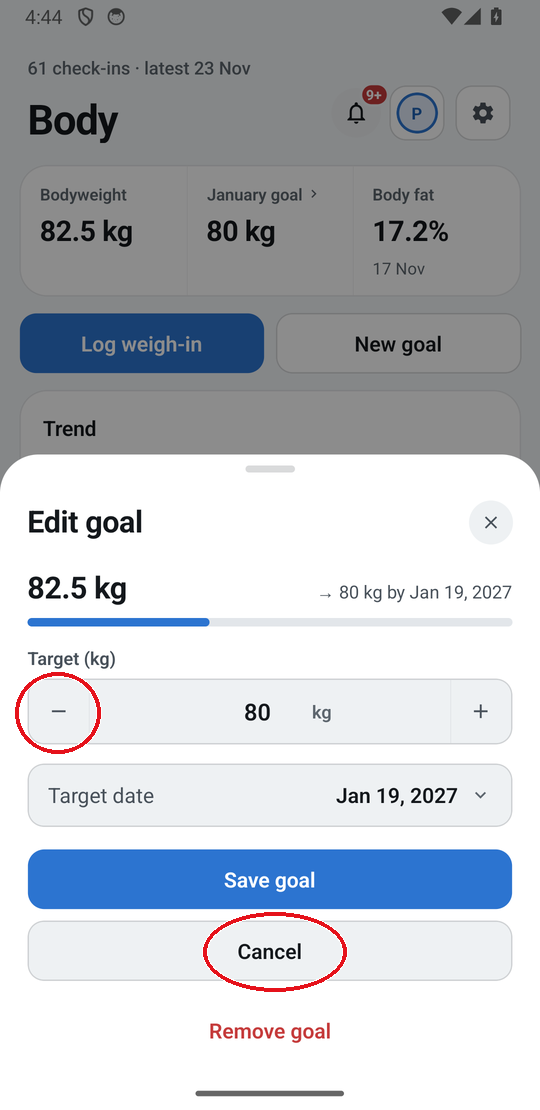 4:44
61 check-ins · latest 23 Nov
Body
9+
P
Bodyweight
January goal
Body fat
82.5 kg
80 kg
17.2%
17 Nov
Log weigh-in
New goal
Trend
Edit goal
82.5 kg
→ 80 kg by Jan 19, 2027
Target (kg)
− 80 kg +
Target date
Jan 19, 2027
Save goal
Cancel
Remove goal